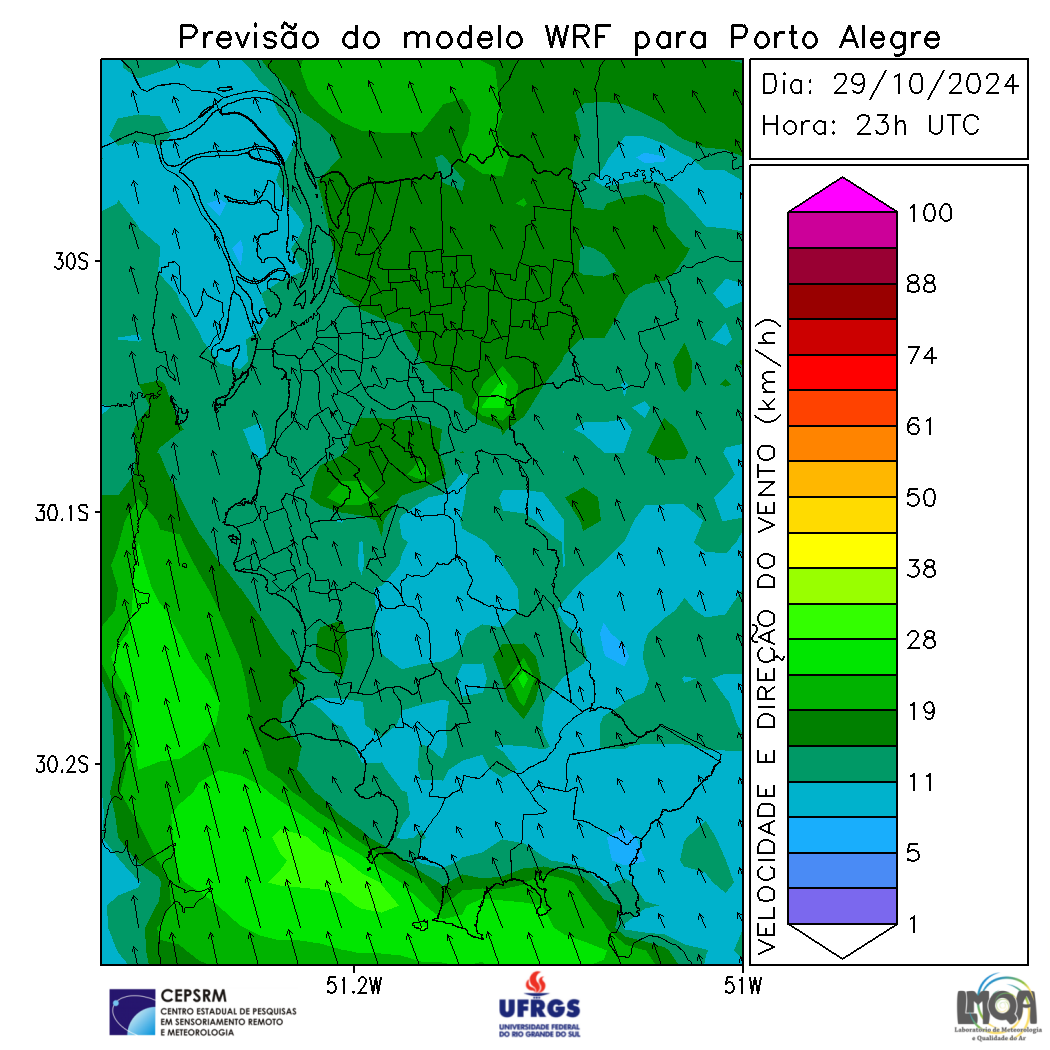 Previsão do modelo WRF para Porto Alegre
Dia: 29/10/2024
Hora: 23h UTC
30S
30.1S
30.2S
51.2W
51W
VELOCIDADE E DIREÇÃO DO VENTO (km/h)
100
88
74
61
50
38
28
19
11
5
1
CEPSRM
CENTRO ESTADUAL DE PESQUISAS
EM SENSORIAMENTO REMOTO
E METEOROLOGIA
UFRGS
UNIVERSIDADE FEDERAL
DO RIO GRANDE DO SUL
LMQA
Laboratório de Meteorologia
e Qualidade do Ar